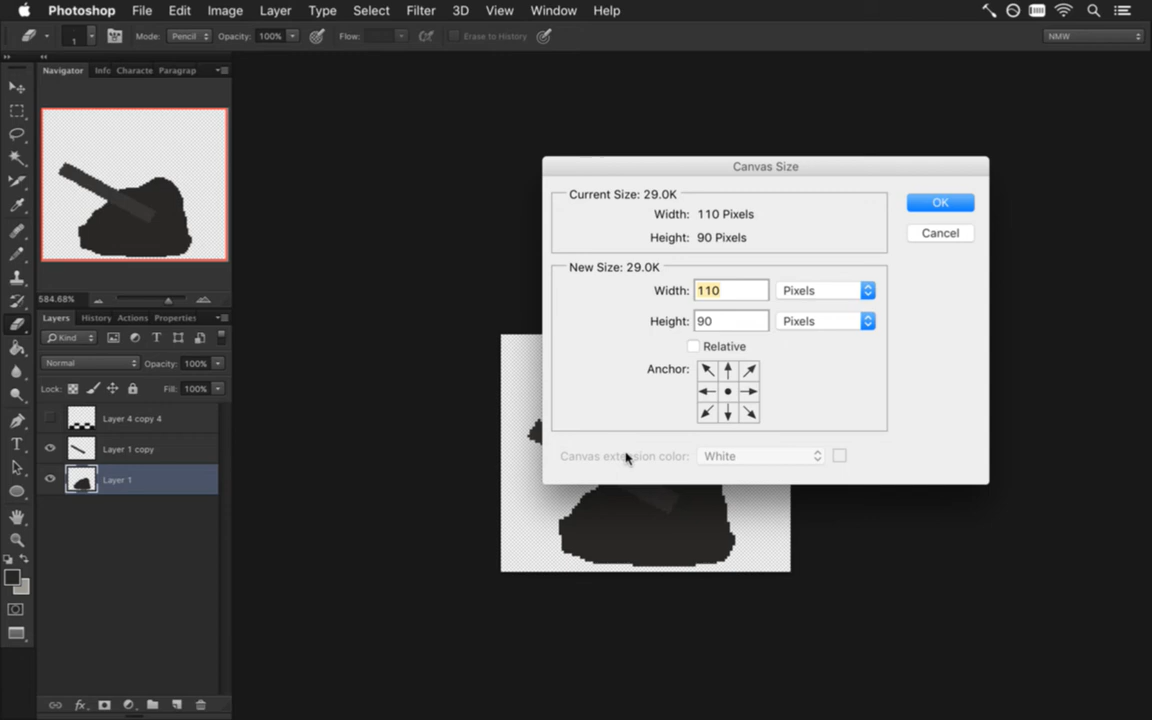 Photoshop File Edit Image Layer Type Select Filter 3D View Window Help
1 Mode: Pencil Opacity: 100% Flow: Erase to History NMW
Navigator Info Characte Paragrap
584.68%
Layers History Actions Properties
Kind
Normal Opacity: 100%
Lock: Fill: 100%
Layer 4 copy 4
Layer 1 copy
Layer 1
Canvas Size
Current Size: 29.0K
Width: 110 Pixels
Height: 90 Pixels
New Size: 29.0K
Width: 110 Pixels
Height: 90 Pixels
Relative
Anchor:
Canvas extension color: White
OK
Cancel